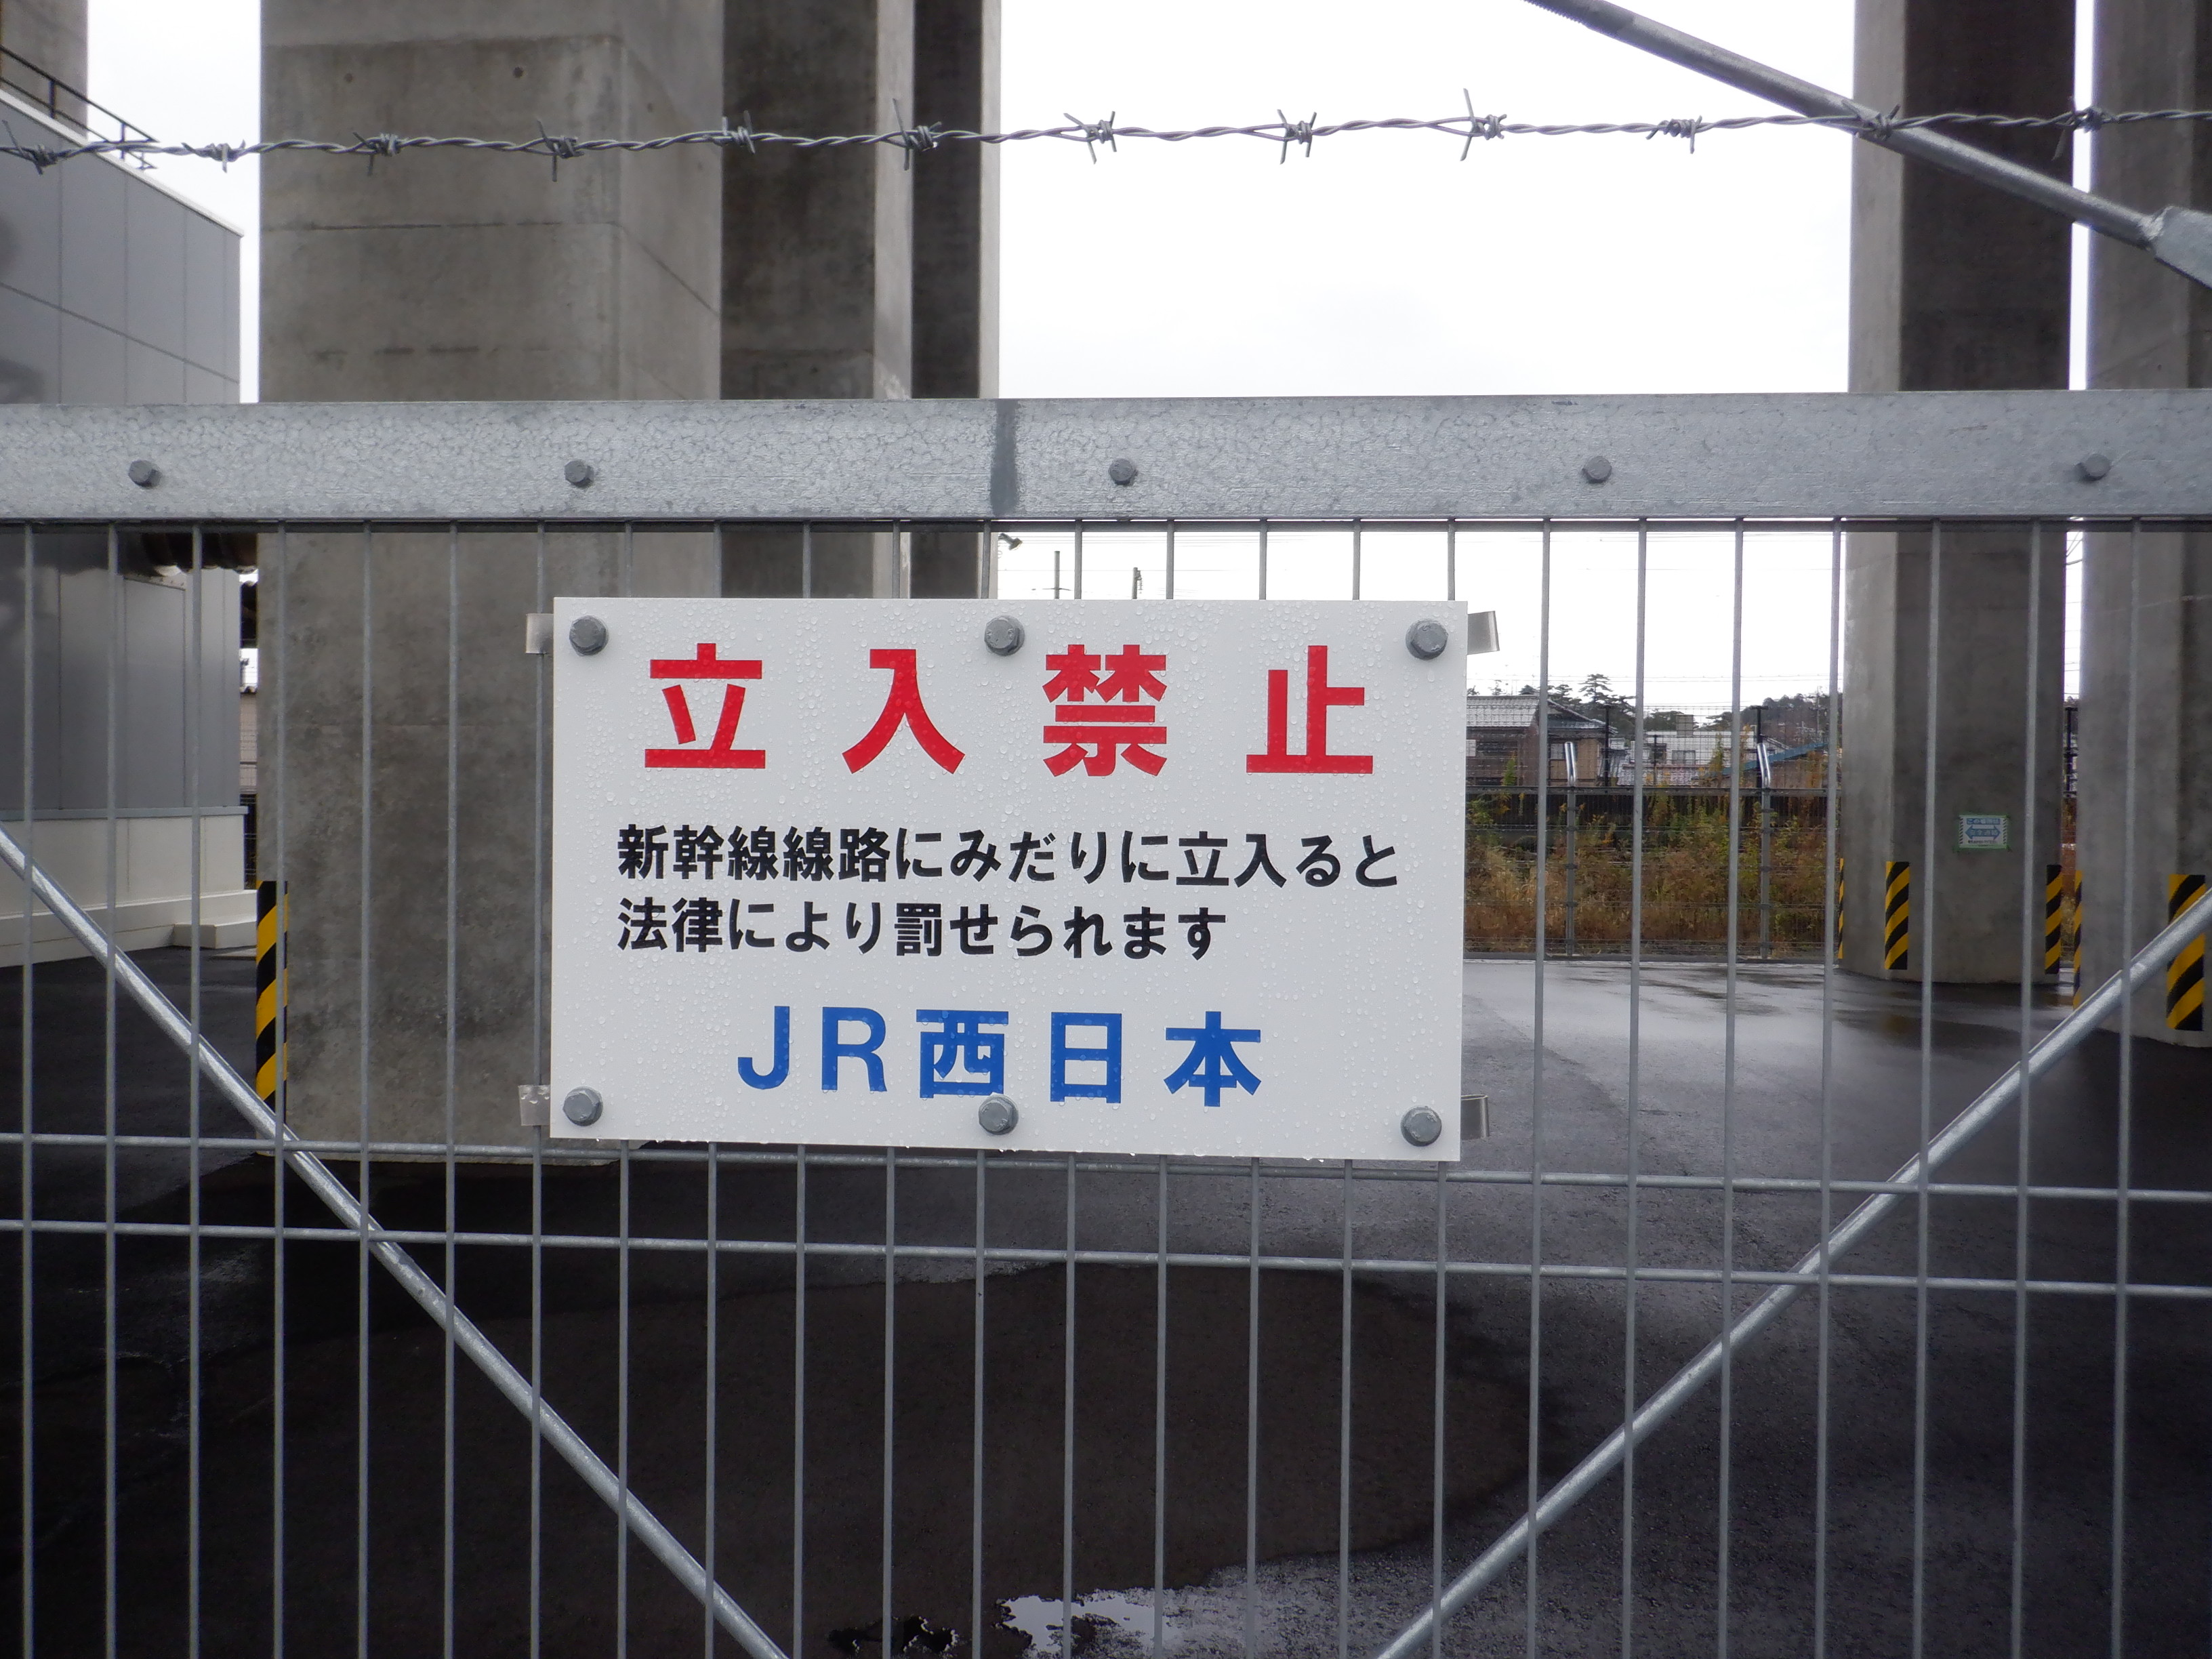 立入禁止
新幹線線路にみだりに立入ると
法律により罰せられます
JR西日本